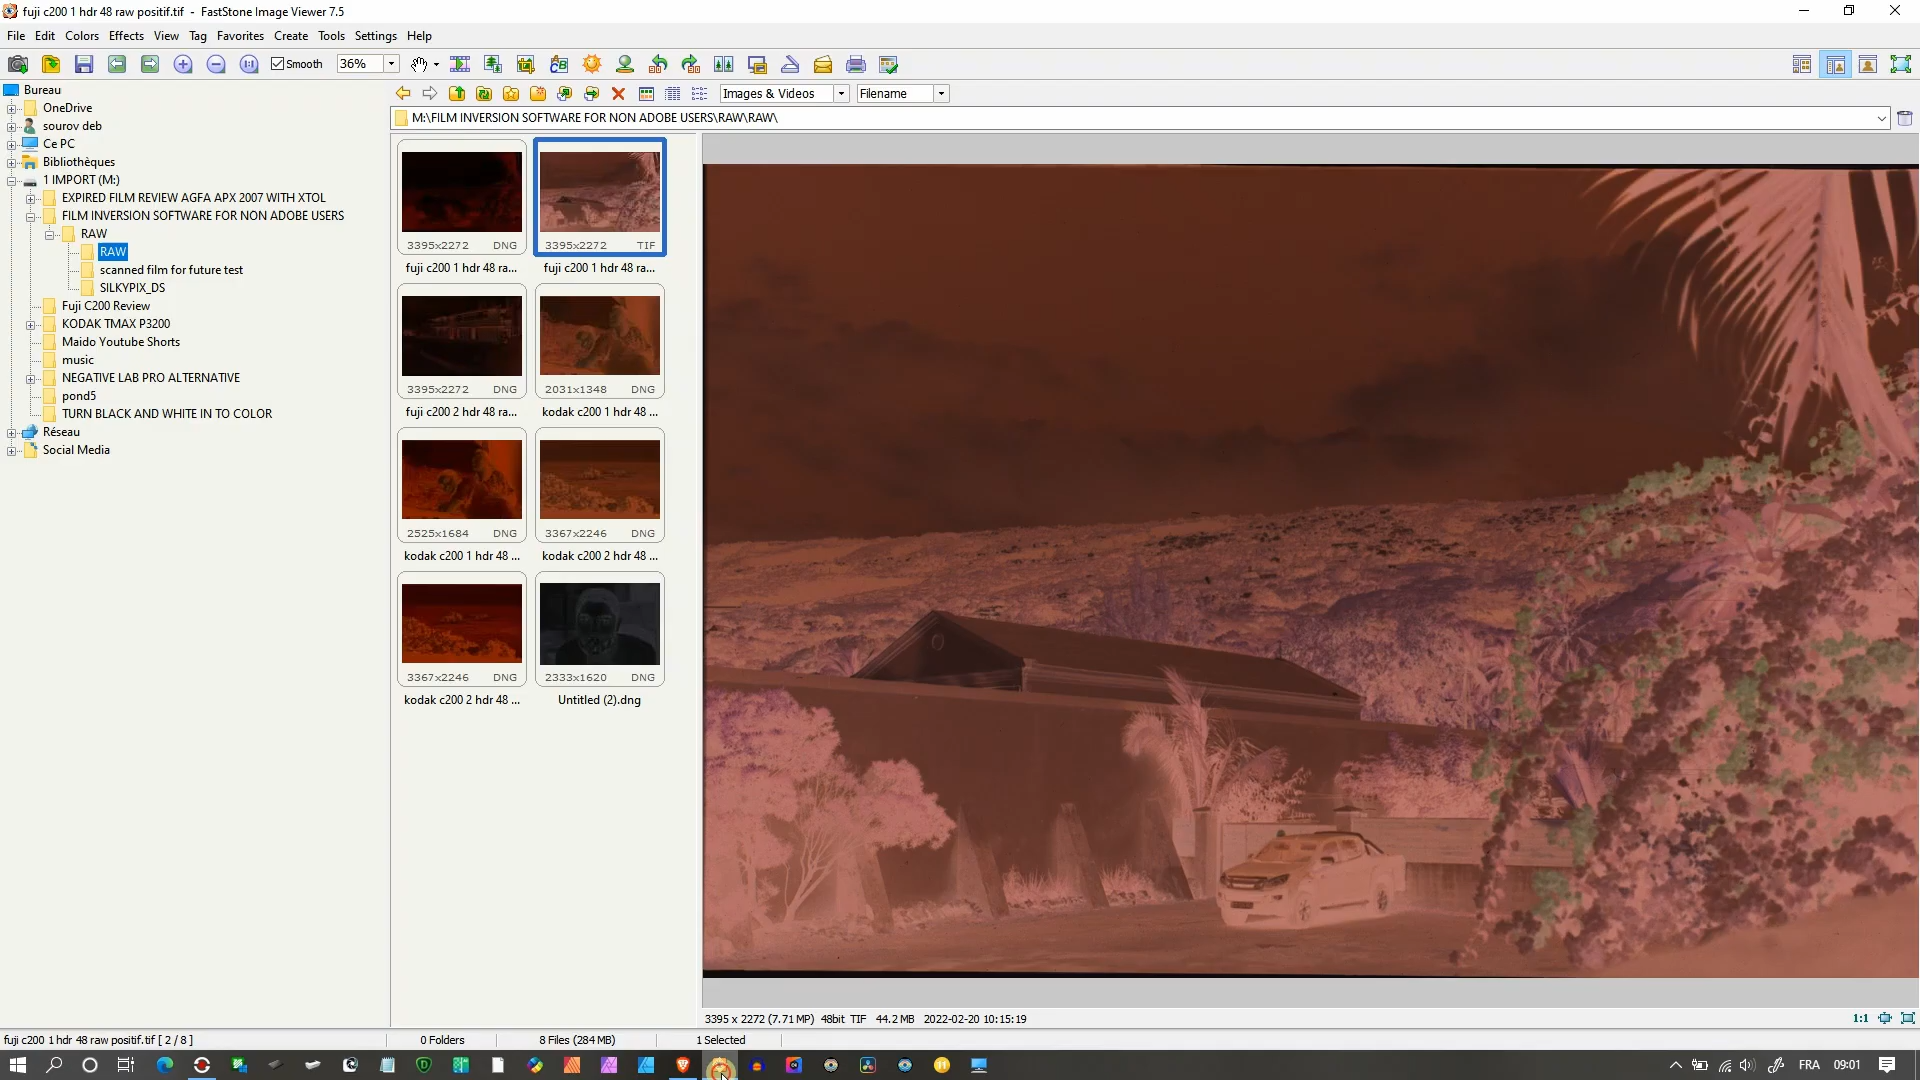 fuji c200 1 hdr 48 raw positif.tif - FastStone Image Viewer 7.5
File Edit Colors Effects View Tag Favorites Create Tools Settings Help
Smooth 36%
Bureau
OneDrive
sourov deb
Ce PC
Bibliothèques
1 IMPORT (M:)
EXPIRED FILM REVIEW AGFA APX 2007 WITH XTOL
FILM INVERSION SOFTWARE FOR NON ADOBE USERS
RAW
RAW
scanned film for future test
SILKYPIX_DS
Fuji C200 Review
KODAK TMAX P3200
Maido Youtube Shorts
music
NEGATIVE LAB PRO ALTERNATIVE
pond5
TURN BLACK AND WHITE IN TO COLOR
Réseau
Social Media
Images & Videos Filename
M:\FILM INVERSION SOFTWARE FOR NON ADOBE USERS\RAW\RAW\
3395x2272 DNG 3395x2272 TIF
fuji c200 1 hdr 48 ra... fuji c200 1 hdr 48 ra...
3395x2272 DNG 2031x1348 DNG
fuji c200 2 hdr 48 ra... kodak c200 1 hdr 48 ...
2525x1684 DNG 3367x2246 DNG
kodak c200 1 hdr 48 ... kodak c200 2 hdr 48 ...
3367x2246 DNG 2333x1620 DNG
kodak c200 2 hdr 48 ... Untitled (2).dng
3395 x 2272 (7.71 MP) 48bit TIF 44.2 MB 2022-02-20 10:15:19 1:1
fuji c200 1 hdr 48 raw positif.tif [ 2 / 8 ] 0 Folders 8 Files (284 MB) 1 Selected
FRA 09:01